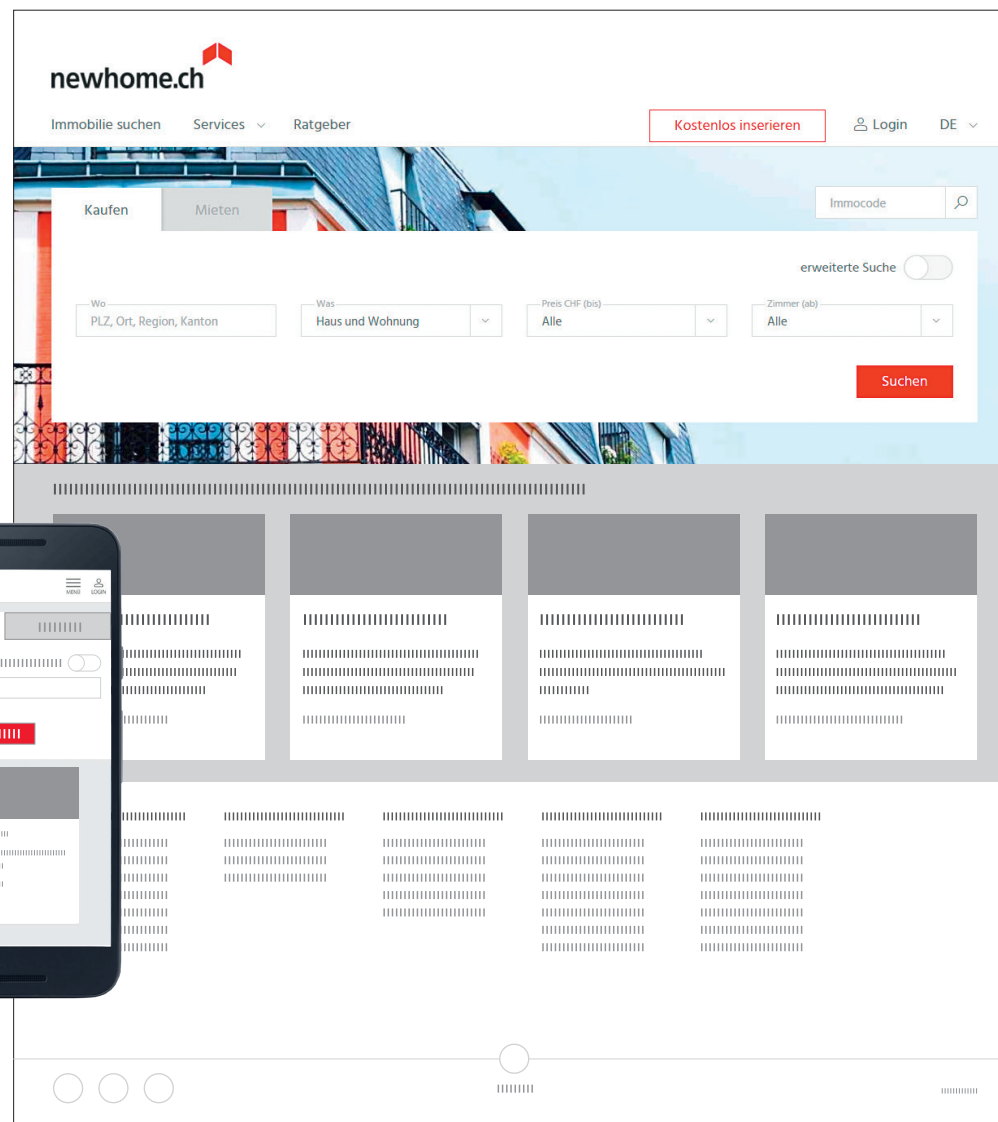 newhome.ch
Immobilie suchen Services Ratgeber Kostenlos inserieren Login DE
Kaufen Mieten Immocode
erweiterte Suche
Wo Was Preis CHF (bis) Zimmer (ab)
PLZ, Ort, Region, Kanton Haus und Wohnung Alle Alle
Suchen
MENÜ LOGIN